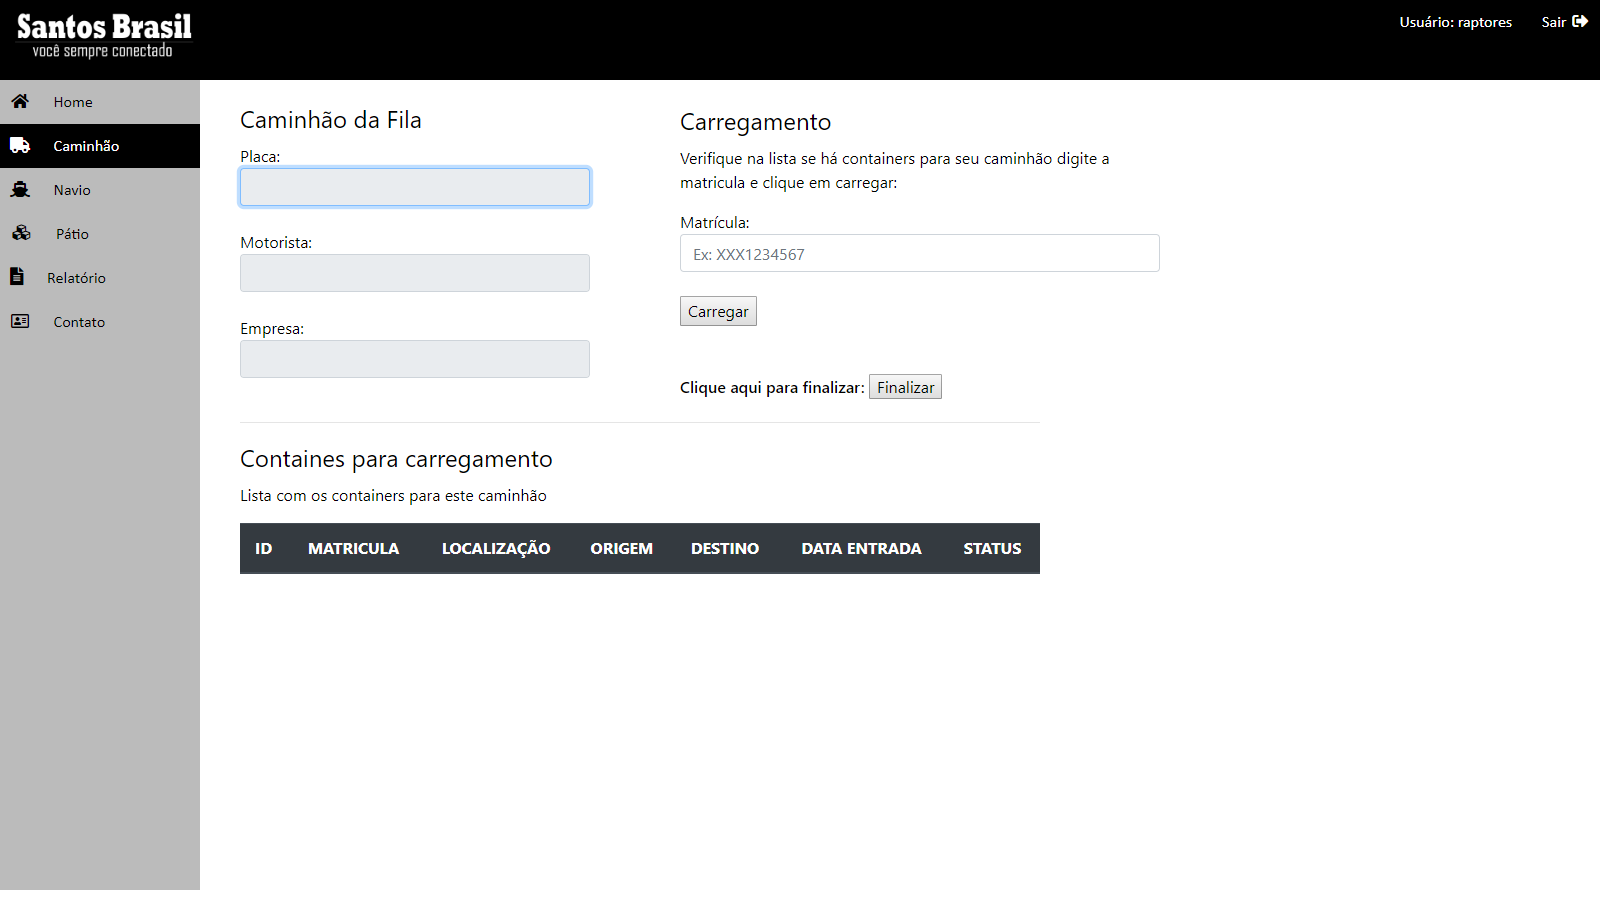 Santos Brasil
você sempre conectado
Usuário: raptores
Sair
Home
Caminhão
Navio
Pátio
Relatório
Contato
Caminhão da Fila
Placa:
Motorista:
Empresa:
Carregamento
Verifique na lista se há containers para seu caminhão digite a
matricula e clique em carregar:
Matrícula:
Ex: XXX1234567
Carregar
Clique aqui para finalizar: Finalizar
Containes para carregamento
Lista com os containers para este caminhão
ID MATRICULA LOCALIZAÇÃO ORIGEM DESTINO DATA ENTRADA STATUS